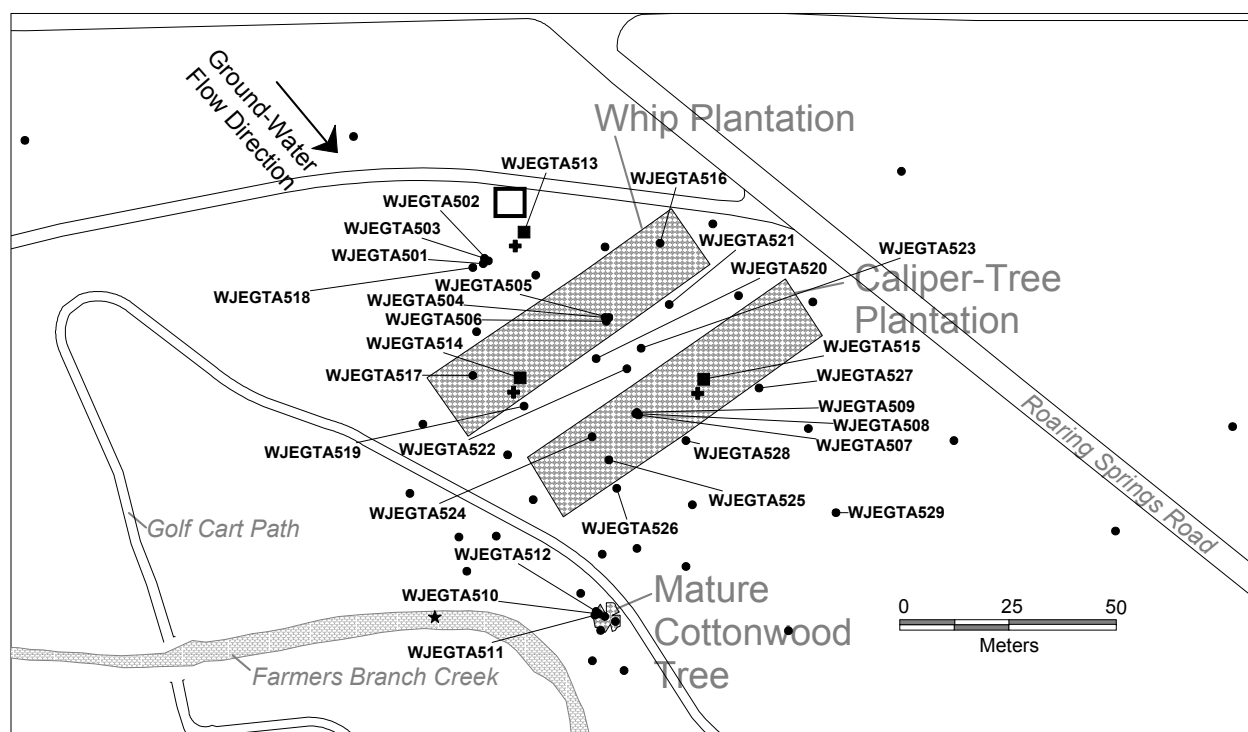 Ground-Water
Flow Direction
Whip Plantation
WJEGTA513
WJEGTA516
WJEGTA502
WJEGTA503
WJEGTA501
WJEGTA518
WJEGTA521
WJEGTA523
WJEGTA520
Caliper-Tree
Plantation
WJEGTA505
WJEGTA504
WJEGTA506
WJEGTA514
WJEGTA515
WJEGTA517
WJEGTA527
WJEGTA509
WJEGTA508
WJEGTA507
WJEGTA519
WJEGTA522
WJEGTA528
Roaring Springs Road
WJEGTA525
WJEGTA524
WJEGTA526
WJEGTA529
Golf Cart Path
WJEGTA512
WJEGTA510
WJEGTA511
Mature
Cottonwood
Tree
Farmers Branch Creek
0 25 50
Meters